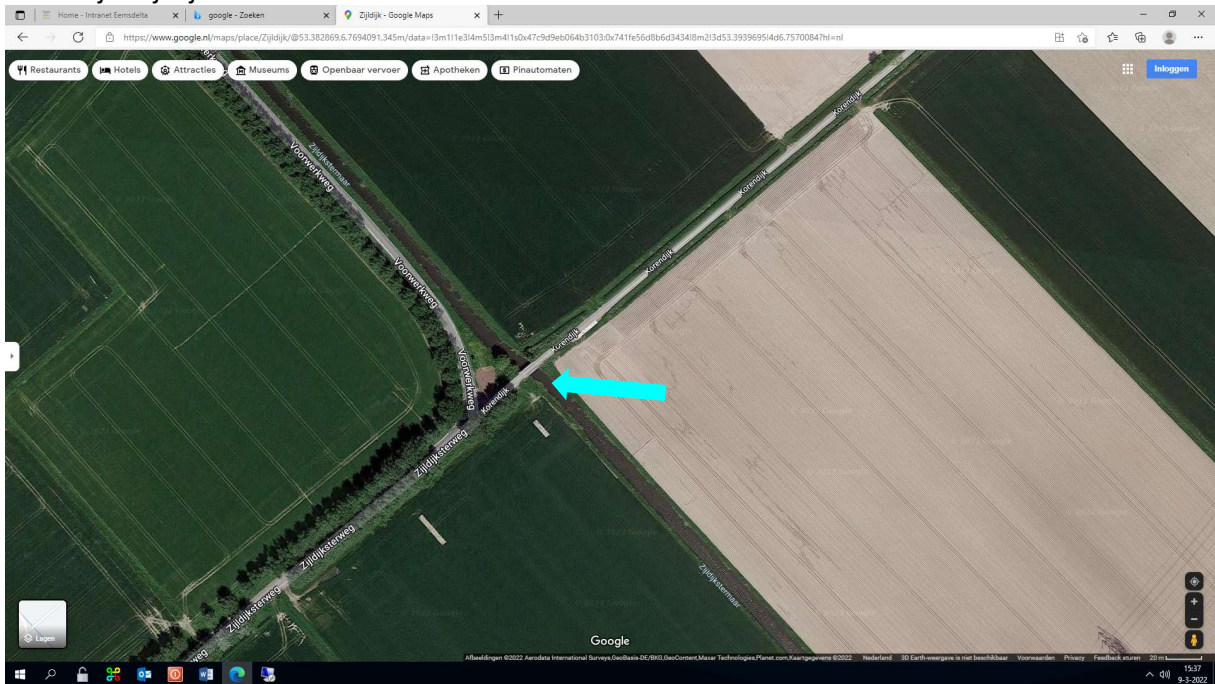 Home - Intranet Eemsdelta
google - Zoeken
Zijldijk - Google Maps
https://www.google.nl/maps/place/Zijldijk/@53.382869,6.7694091,345m/data=!3m1!1e3!4m5!3m4!1s0x47c9d9eb064b3103:0x741fe56d8b6d3434!8m2!3d53.3939695!4d6.7570084?hl=nl
Restaurants
Hotels
Attracties
Museums
Openbaar vervoer
Apotheken
Pinautomaten
Inloggen
Korendijk
Voorwerkweg
Zijldijkstermaar
Korendijk
Voorwerkweg
Korendijk
Korendijk
Voorwerkweg
Korendijk
Zijldijksterweg
Zijldijksterweg
Zijldijkstermaar
Zijldijksterweg
Lagen
Google
Afbeeldingen ©2022 Aerodata International Surveys,GeoBasis-DE/BKG,GeoContent,Maxar Technologies,Planet.com,Kaartgegevens ©2022 Nederland 3D Earth-weergave is niet beschikbaar Voorwaarden Privacy Feedback sturen 20 m
15:37
9-3-2022